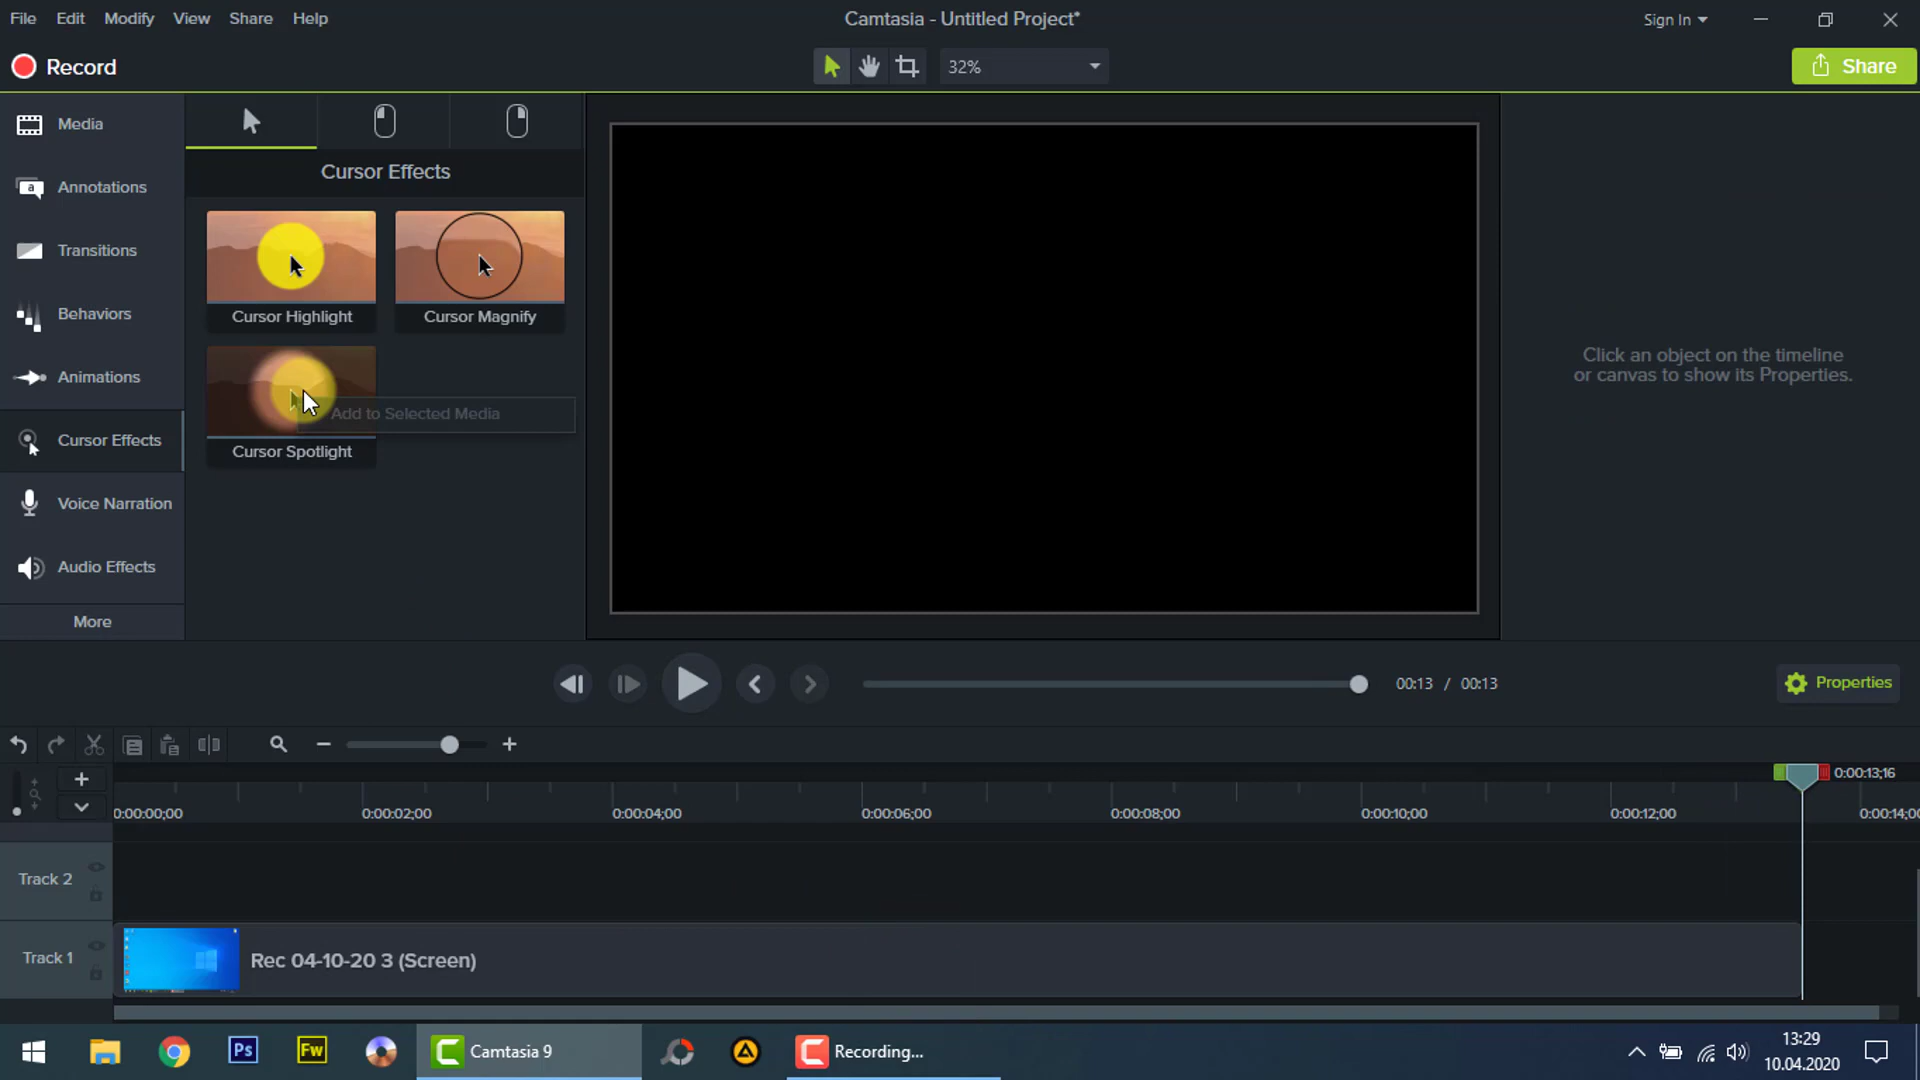 File Edit Modify View Share Help
Camtasia - Untitled Project*
Sign In
Record
32%
Share
Media
Annotations
Transitions
Behaviors
Animations
Cursor Effects
Voice Narration
Audio Effects
More
Cursor Effects
Cursor Highlight
Cursor Magnify
Add to Selected Media
Cursor Spotlight
Click an object on the timeline
or canvas to show its Properties.
00:13 / 00:13
Properties
0:00:13;16
0:00:00;00 0:00:02;00 0:00:04;00 0:00:06;00 0:00:08;00 0:00:10;00 0:00:12;00 0:00:14;00
Track 2
Track 1
Rec 04-10-20 3 (Screen)
Ps
Fw
Camtasia 9
Recording...
13:29
10.04.2020